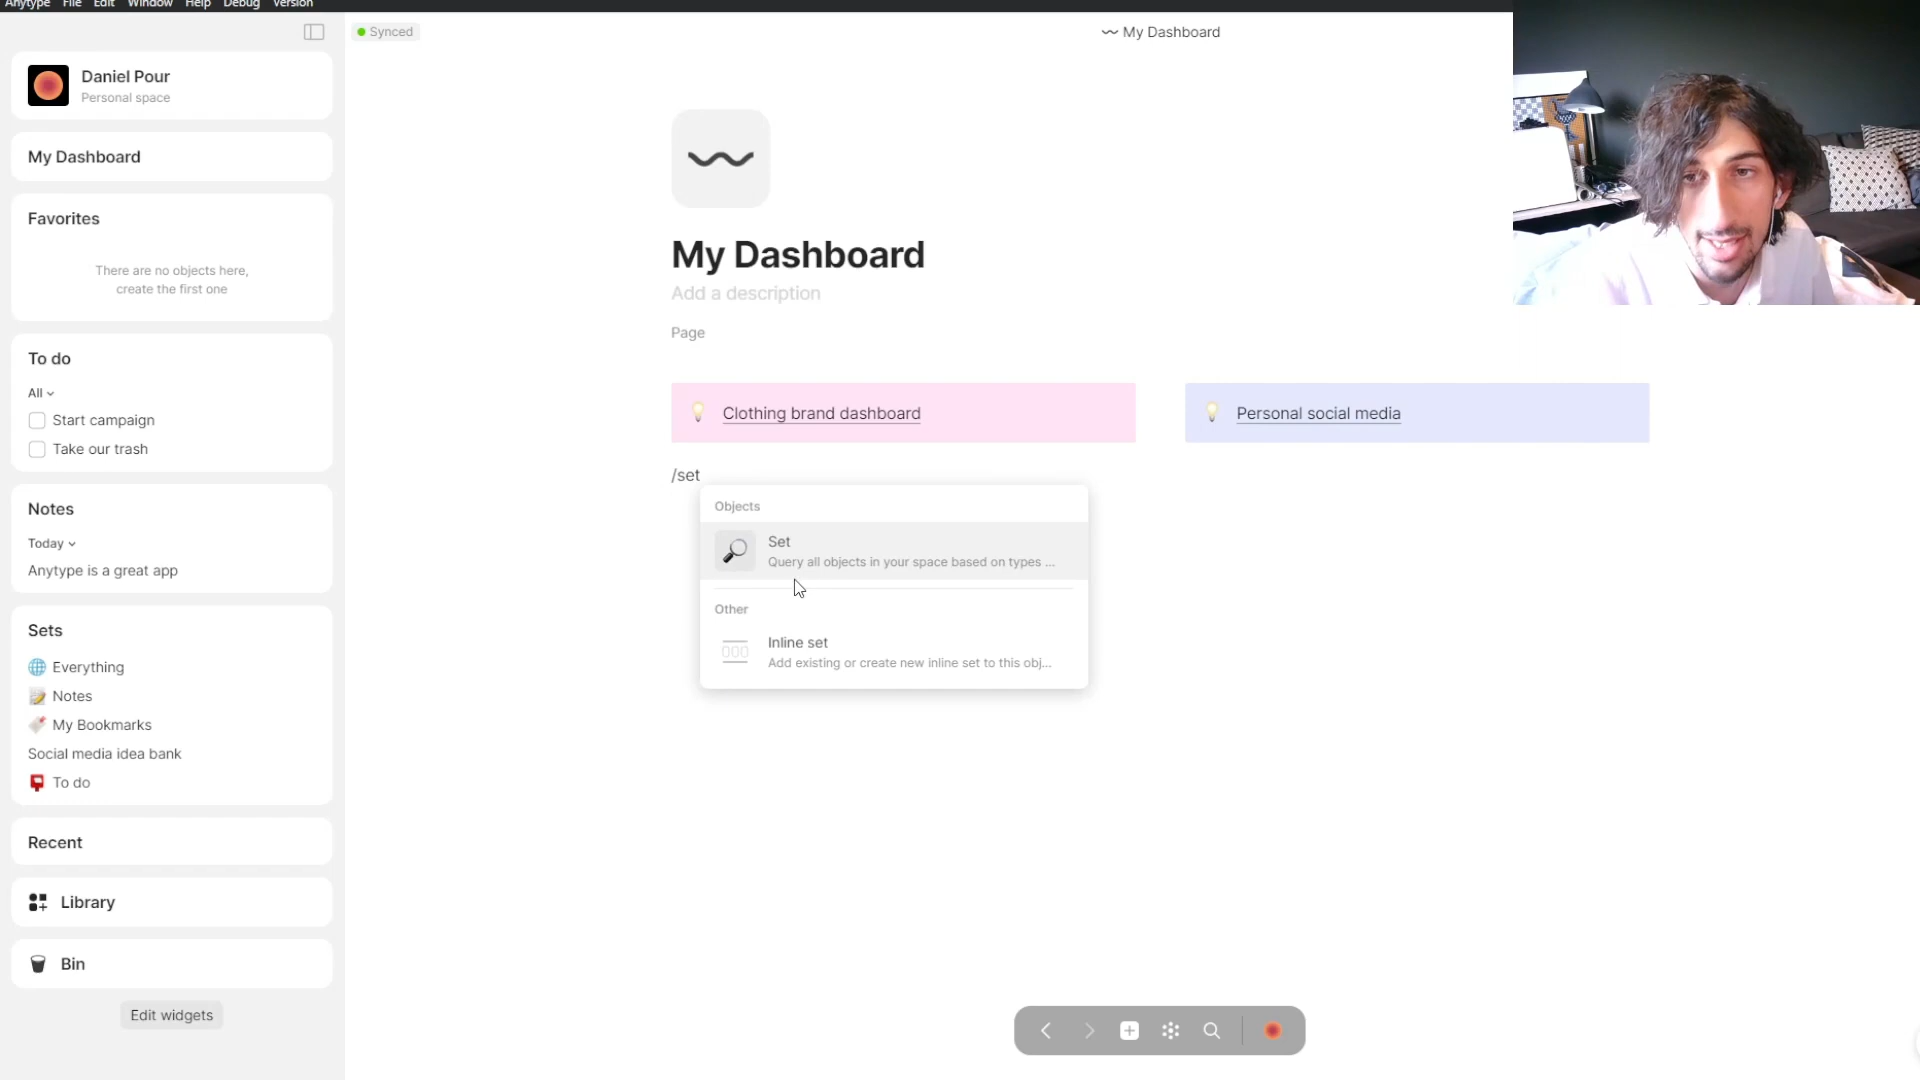 Anytype File Edit Window Help Debug Version
Synced
My Dashboard
Daniel Pour
Personal space
My Dashboard
Favorites
There are no objects here,
create the first one
To do
All
Start campaign
Take our trash
Notes
Today
Anytype is a great app
Sets
Everything
Notes
My Bookmarks
Social media idea bank
To do
Recent
Library
Bin
Edit widgets
My Dashboard
Add a description
Page
Clothing brand dashboard
Personal social media
/set
Objects
Set
Query all objects in your space based on types ...
Other
Inline set
Add existing or create new inline set to this obj...